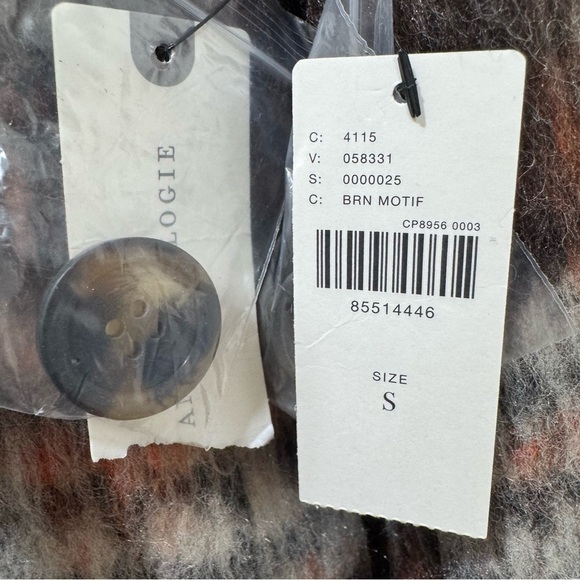 LOGIE
C: 4115
V: 058331
S: 0000025
C: BRN MOTIF
CP8956 0003
85514446
SIZE
S